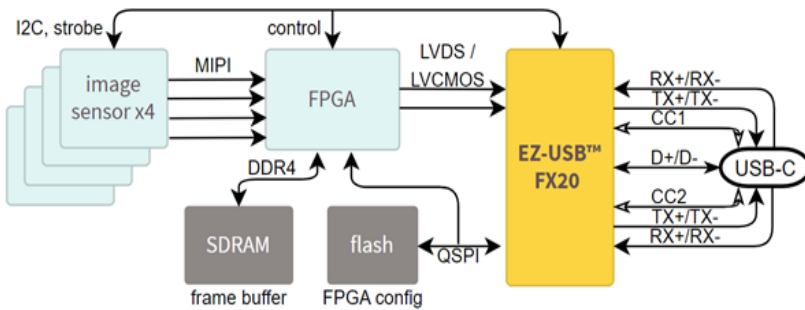 I2C, strobe
control
image
sensor x4
MIPI
FPGA
LVDS /
LVCMOS
EZ-USB™
FX20
RX+/RX-
TX+/TX-
CC1
D+/D-
USB-C
CC2
TX+/TX-
RX+/RX-
DDR4
SDRAM
flash
QSPI
frame buffer
FPGA config